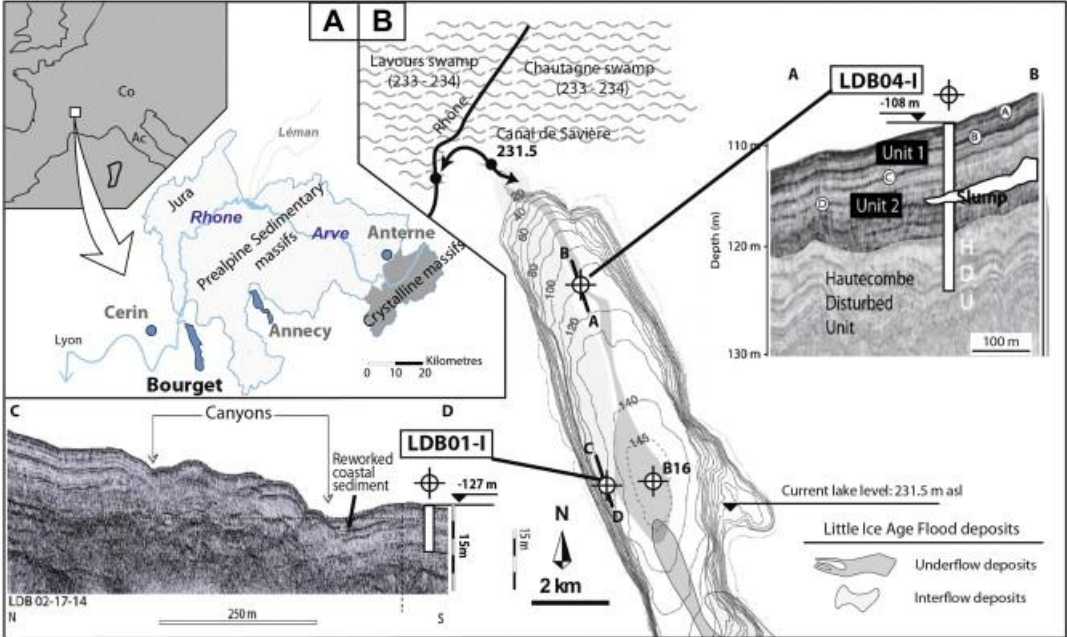 A
B
Co
Ac
Léman
Jura
Rhone
Prealpine Sedimentary
massifs
Arve
Anterne
Crystalline massifs
Cerin
Annecy
Lyon
Kilometres
0 10 20
Bourget
Lavours swamp
(233 - 234)
Chautagne swamp
(233 - 234)
Rhône
Canal de Savière
231.5
20
40
60
80
100
120
140
145
B
A
C
D
B16
LDB04-I
A
B
-108 m
110 m
Depth (m)
120 m
130 m
Unit 1
Unit 2
A
B
C
D
Slump
H
D
U
Hautecombe
Disturbed
Unit
100 m
C
Canyons
D
LDB01-I
Reworked
coastal
sediment
-127 m
15m
15 m
LDB 02-17-14
N
250 m
S
N
2 km
Current lake level: 231.5 m asl
Little Ice Age Flood deposits
Underflow deposits
Interflow deposits